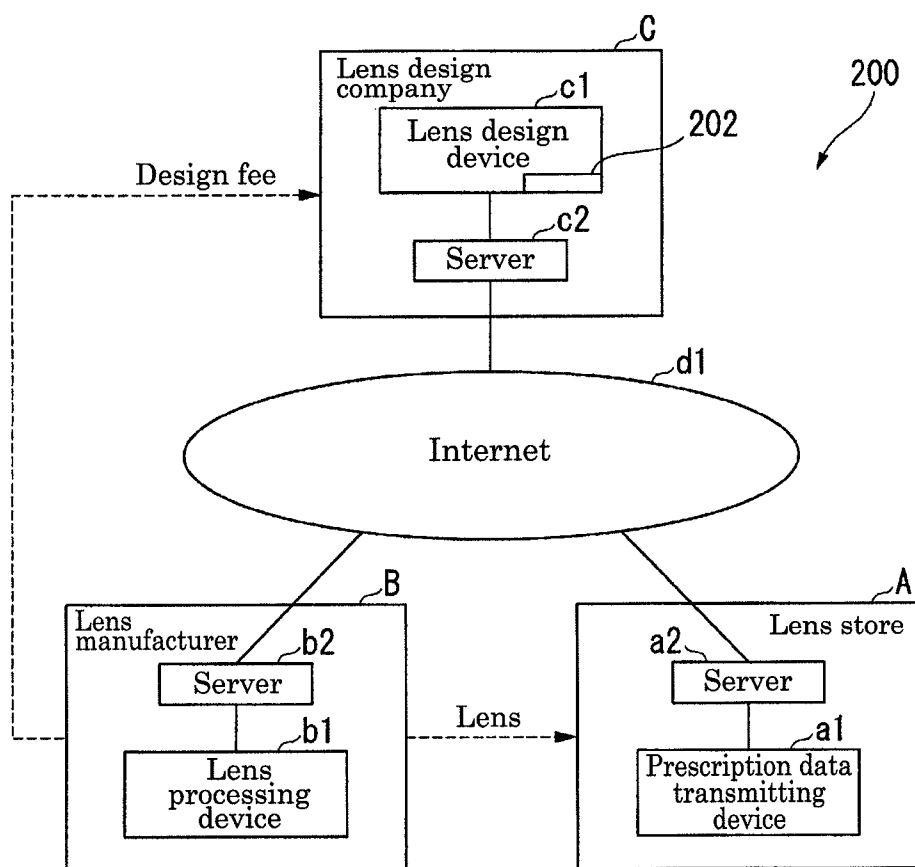 C
Lens design
company
c1
200
Lens design
device
202
Design fee
c2
Server
d1
Internet
B
A
Lens
manufacturer
Lens store
b2
a2
Server
Server
Lens
b1
a1
Lens
processing
device
Prescription data
transmitting
device